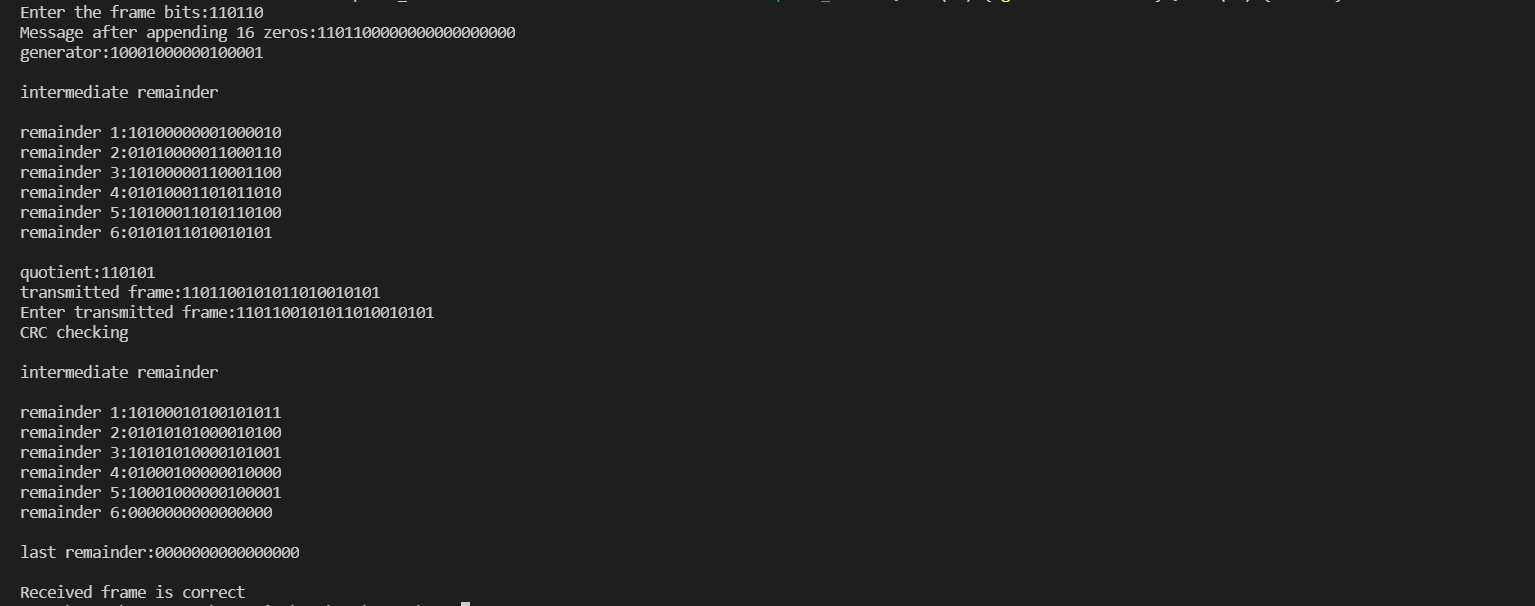 Enter the frame bits:110110
Message after appending 16 zeros:1101100000000000000000
generator:10001000000100001
intermediate remainder
remainder 1:10100000001000010
remainder 2:01010000011000110
remainder 3:10100000110001100
remainder 4:01010001101011010
remainder 5:10100011010110100
remainder 6:0101011010010101
quotient:110101
transmitted frame:1101100101011010010101
Enter transmitted frame:1101100101011010010101
CRC checking
intermediate remainder
remainder 1:10100010100101011
remainder 2:01010101000010100
remainder 3:10101010000101001
remainder 4:01000100000010000
remainder 5:10001000000100001
remainder 6:0000000000000000
last remainder:0000000000000000
Received frame is correct